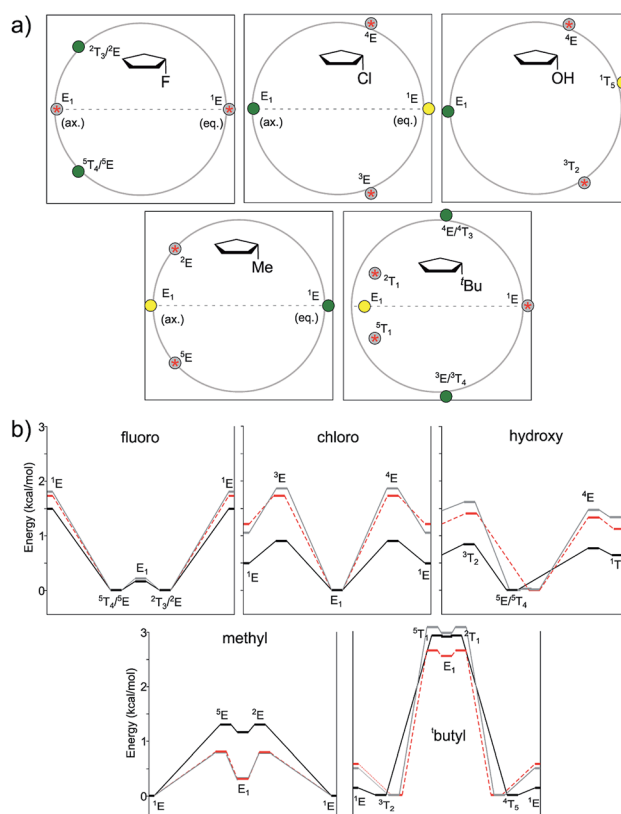 a)
²T₃/²E
F
E₁
(ax.)
¹E
(eq.)
⁵T₄/⁵E
⁴E
Cl
E₁
(ax.)
¹E
(eq.)
³E
⁴E
OH
¹T₅
E₁
³T₂
²E
Me
E₁
(ax.)
¹E
(eq.)
⁵E
⁴E/⁴T₃
ᵗBu
²T₁
E₁
¹E
⁵T₁
³E/³T₄
b)
Energy (kcal/mol)
3
2
1
0
fluoro
¹E
¹E
E₁
⁵T₄/⁵E
²T₃/²E
chloro
³E
⁴E
¹E
E₁
¹E
hydroxy
⁴E
³T₂
⁵E/⁵T₄
Energy (kcal/mol)
3
2
1
0
methyl
⁵E
²E
E₁
¹E
¹E
⁵T₁
²T₁
E₁
ᵗbutyl
¹E
³T₂
⁴T₅
¹E